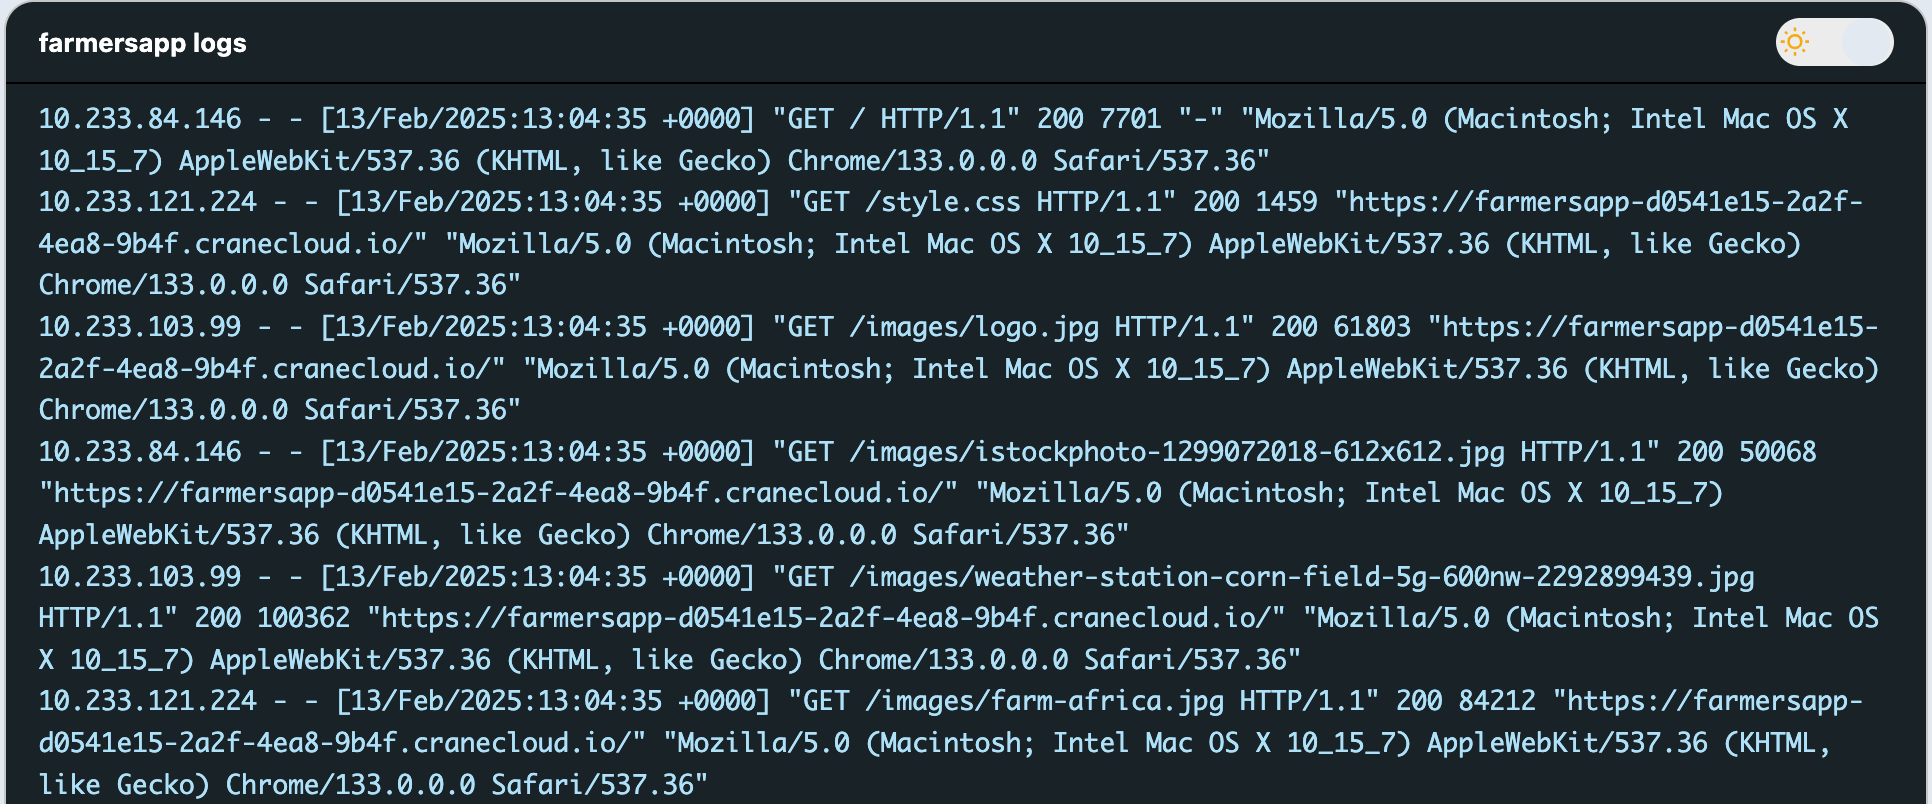 farmersapp logs
10.233.84.146 - - [13/Feb/2025:13:04:35 +0000] "GET / HTTP/1.1" 200 7701 "-" "Mozilla/5.0 (Macintosh; Intel Mac OS X
10_15_7) AppleWebKit/537.36 (KHTML, like Gecko) Chrome/133.0.0.0 Safari/537.36"
10.233.121.224 - - [13/Feb/2025:13:04:35 +0000] "GET /style.css HTTP/1.1" 200 1459 "https://farmersapp-d0541e15-2a2f-
4ea8-9b4f.cranecloud.io/" "Mozilla/5.0 (Macintosh; Intel Mac OS X 10_15_7) AppleWebKit/537.36 (KHTML, like Gecko)
Chrome/133.0.0.0 Safari/537.36"
10.233.103.99 - - [13/Feb/2025:13:04:35 +0000] "GET /images/logo.jpg HTTP/1.1" 200 61803 "https://farmersapp-d0541e15-
2a2f-4ea8-9b4f.cranecloud.io/" "Mozilla/5.0 (Macintosh; Intel Mac OS X 10_15_7) AppleWebKit/537.36 (KHTML, like Gecko)
Chrome/133.0.0.0 Safari/537.36"
10.233.84.146 - - [13/Feb/2025:13:04:35 +0000] "GET /images/istockphoto-1299072018-612x612.jpg HTTP/1.1" 200 50068
"https://farmersapp-d0541e15-2a2f-4ea8-9b4f.cranecloud.io/" "Mozilla/5.0 (Macintosh; Intel Mac OS X 10_15_7)
AppleWebKit/537.36 (KHTML, like Gecko) Chrome/133.0.0.0 Safari/537.36"
10.233.103.99 - - [13/Feb/2025:13:04:35 +0000] "GET /images/weather-station-corn-field-5g-600nw-2292899439.jpg
HTTP/1.1" 200 100362 "https://farmersapp-d0541e15-2a2f-4ea8-9b4f.cranecloud.io/" "Mozilla/5.0 (Macintosh; Intel Mac OS
X 10_15_7) AppleWebKit/537.36 (KHTML, like Gecko) Chrome/133.0.0.0 Safari/537.36"
10.233.121.224 - - [13/Feb/2025:13:04:35 +0000] "GET /images/farm-africa.jpg HTTP/1.1" 200 84212 "https://farmersapp-
d0541e15-2a2f-4ea8-9b4f.cranecloud.io/" "Mozilla/5.0 (Macintosh; Intel Mac OS X 10_15_7) AppleWebKit/537.36 (KHTML,
like Gecko) Chrome/133.0.0.0 Safari/537.36"